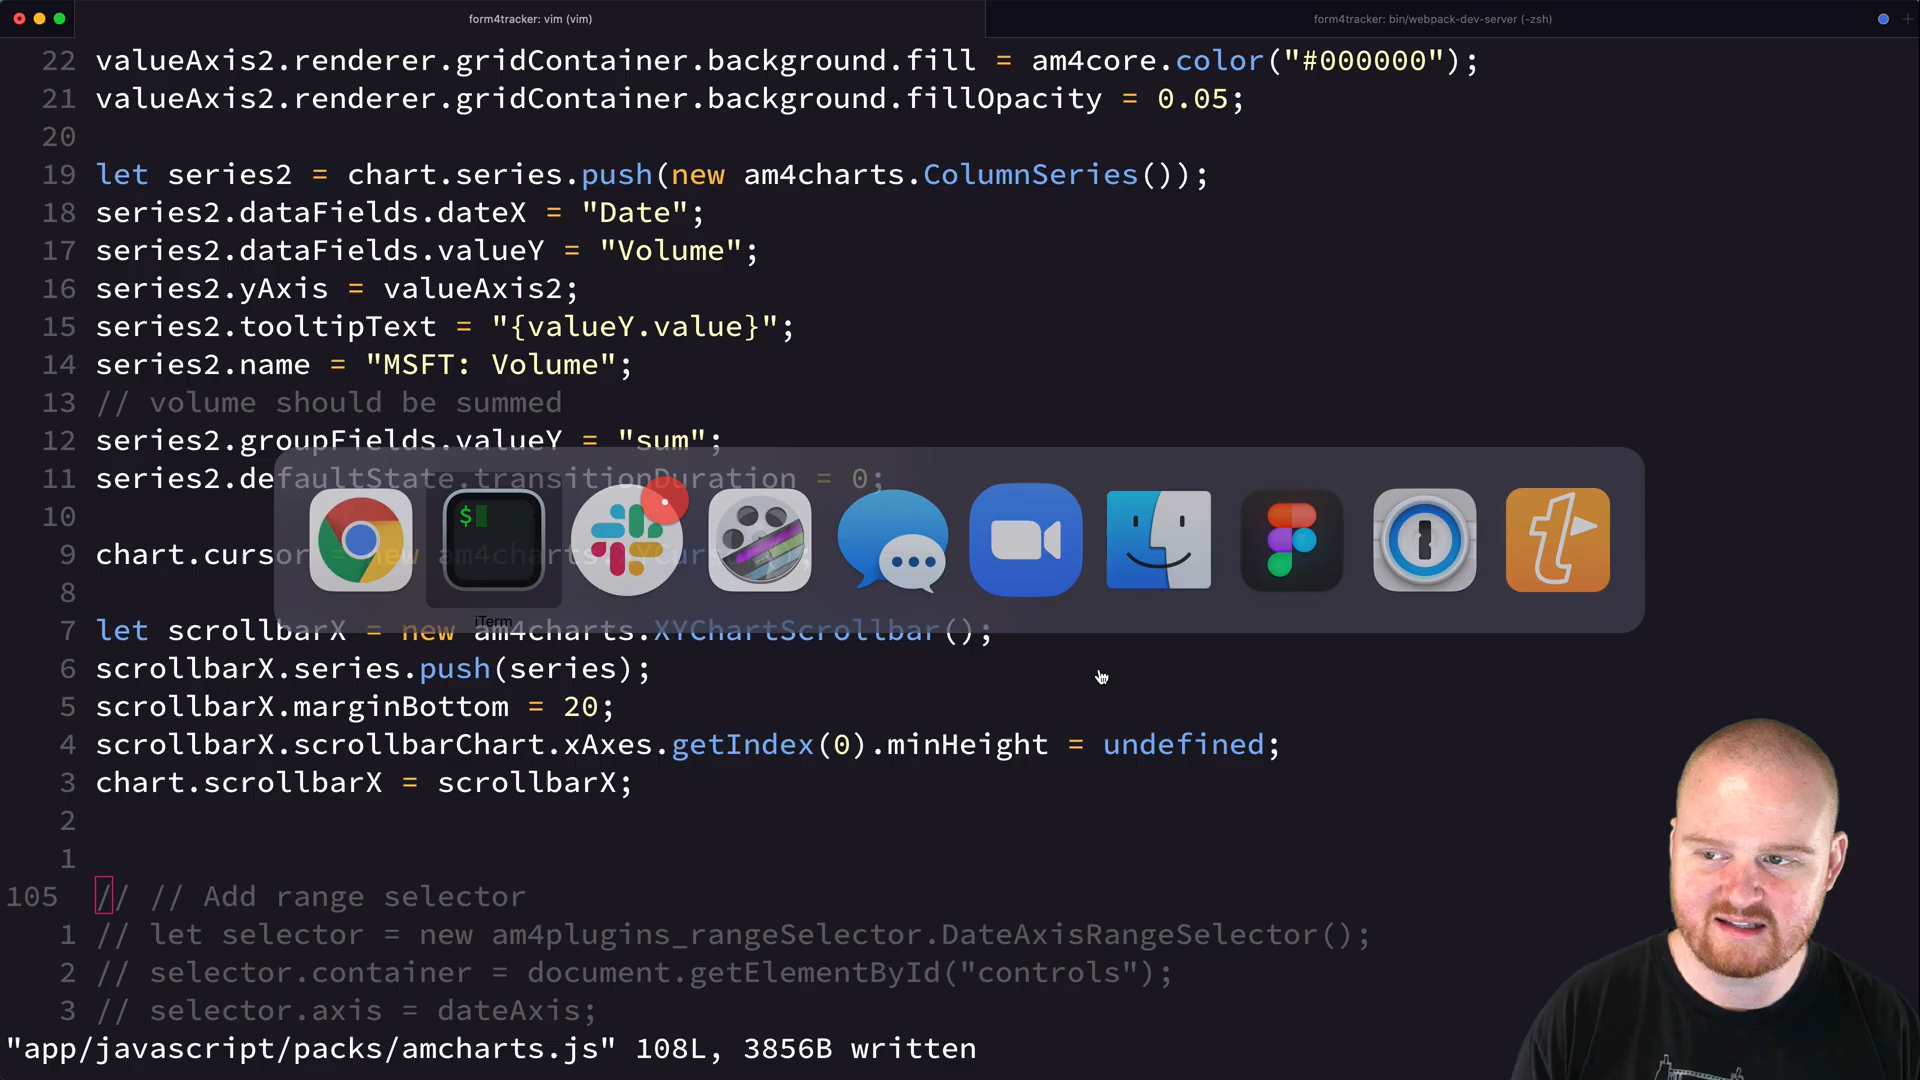 form4tracker: vim (vim)
form4tracker: bin/webpack-dev-server (-zsh)
22 valueAxis2.renderer.gridContainer.background.fill = am4core.color("#000000");
21 valueAxis2.renderer.gridContainer.background.fillOpacity = 0.05;
20
19 let series2 = chart.series.push(new am4charts.ColumnSeries());
18 series2.dataFields.dateX = "Date";
17 series2.dataFields.valueY = "Volume";
16 series2.yAxis = valueAxis2;
15 series2.tooltipText = "{valueY.value}";
14 series2.name = "MSFT: Volume";
13 // volume should be summed
12 series2.groupFields.valueY = "sum";
11 series2.defaultState.transitionDuration = 0;
10
9 chart.cursor = new am4charts.
8
iTerm
7 let scrollbarX = new am4charts.XYChartScrollbar();
6 scrollbarX.series.push(series);
5 scrollbarX.marginBottom = 20;
4 scrollbarX.scrollbarChart.xAxes.getIndex(0).minHeight = undefined;
3 chart.scrollbarX = scrollbarX;
2
1
105 // // Add range selector
1 // let selector = new am4plugins_rangeSelector.DateAxisRangeSelector();
2 // selector.container = document.getElementById("controls");
3 // selector.axis = dateAxis;
"app/javascript/packs/amcharts.js" 108L, 3856B written